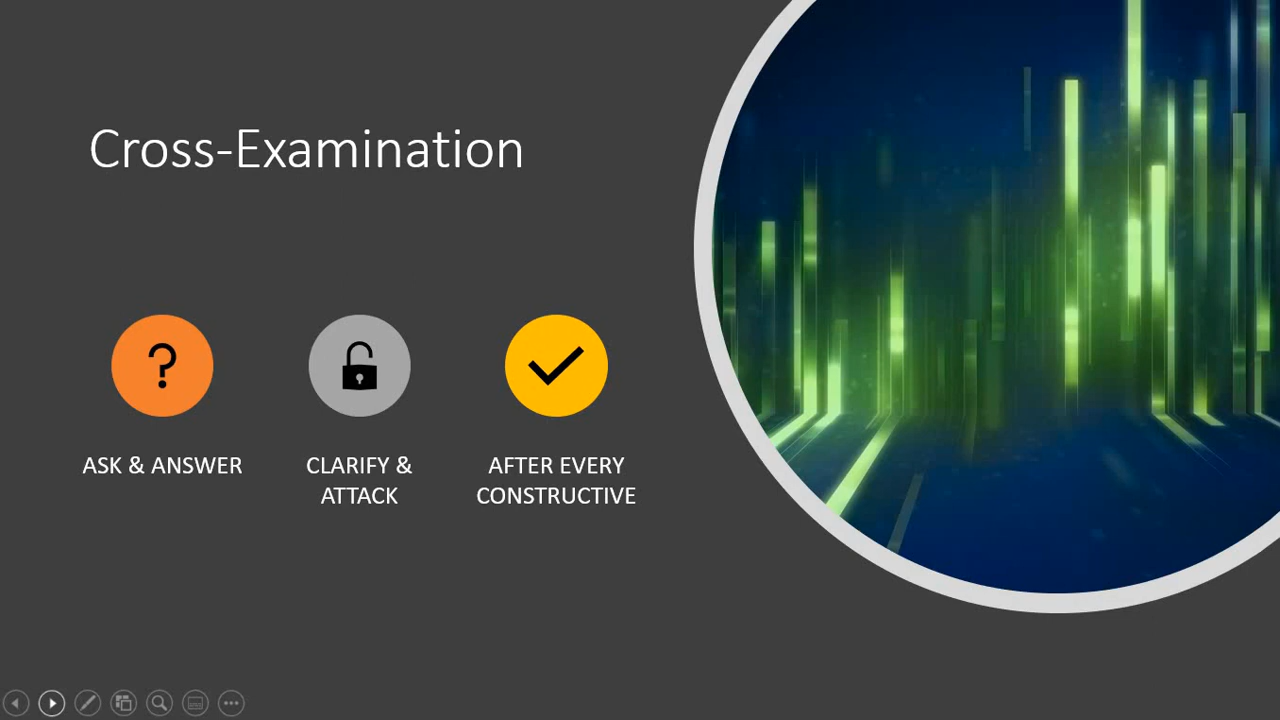 Cross-Examination
ASK & ANSWER
CLARIFY &
ATTACK
AFTER EVERY
CONSTRUCTIVE